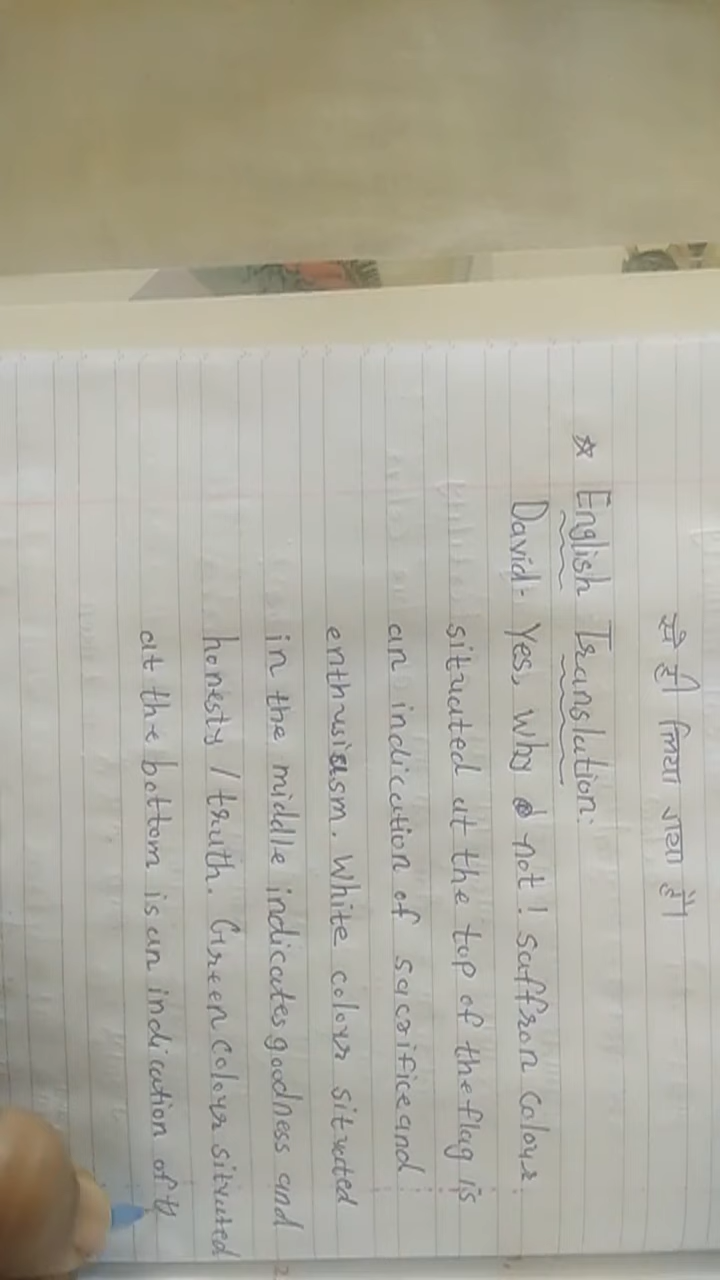 से ही लिया गया है।
☆ English Translation:
David- Yes, why not! Saffron colour
situated at the top of the flag is
an indication of sacrifice and
enthusiasm. White colour situated
in the middle indicates goodness and
honesty / truth. Green colour situated
at the bottom is an indication of